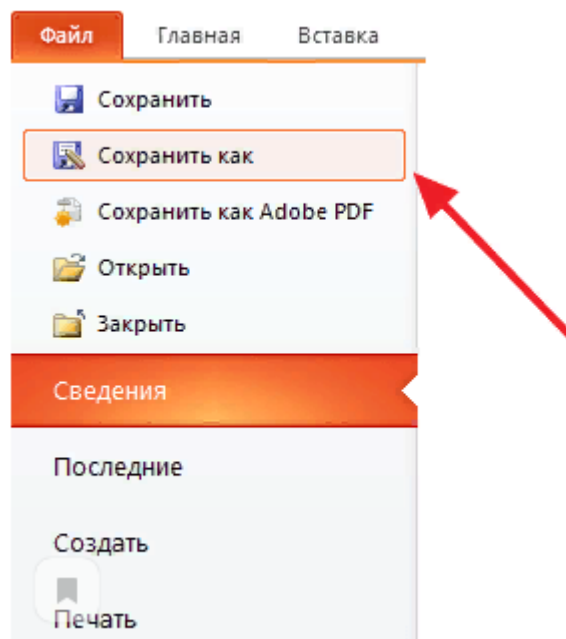 Файл Главная Вставка
Сохранить
Сохранить как
Сохранить как Adobe PDF
Открыть
Закрыть
Сведения
Последние
Создать
Печать